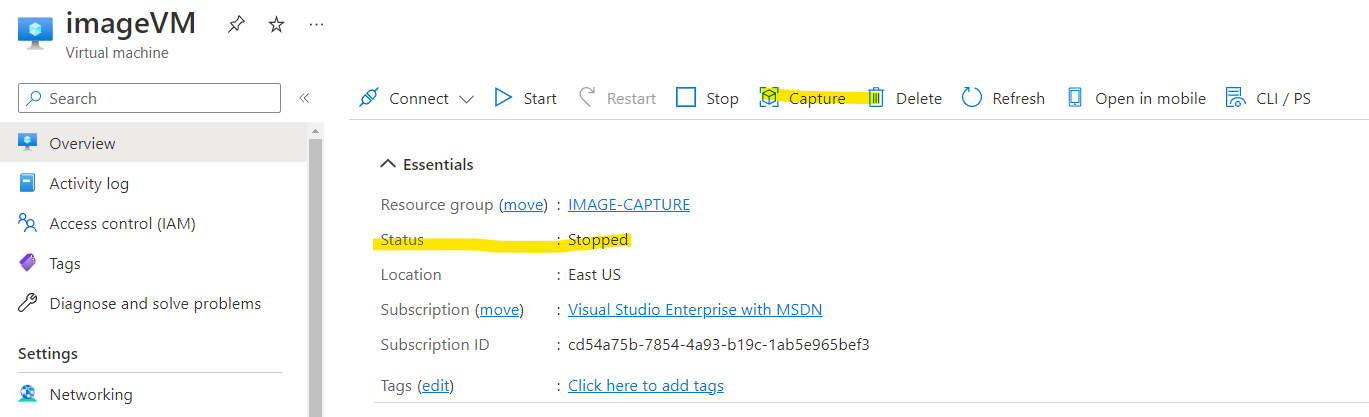 imageVM
Virtual machine
Search
Connect Start Restart Stop Capture Delete Refresh Open in mobile CLI / PS
Overview
Activity log
Access control (IAM)
Tags
Diagnose and solve problems
Settings
Networking
Essentials
Resource group (move) : IMAGE-CAPTURE
Status : Stopped
Location : East US
Subscription (move) : Visual Studio Enterprise with MSDN
Subscription ID : cd54a75b-7854-4a93-b19c-1ab5e965bef3
Tags (edit) : Click here to add tags